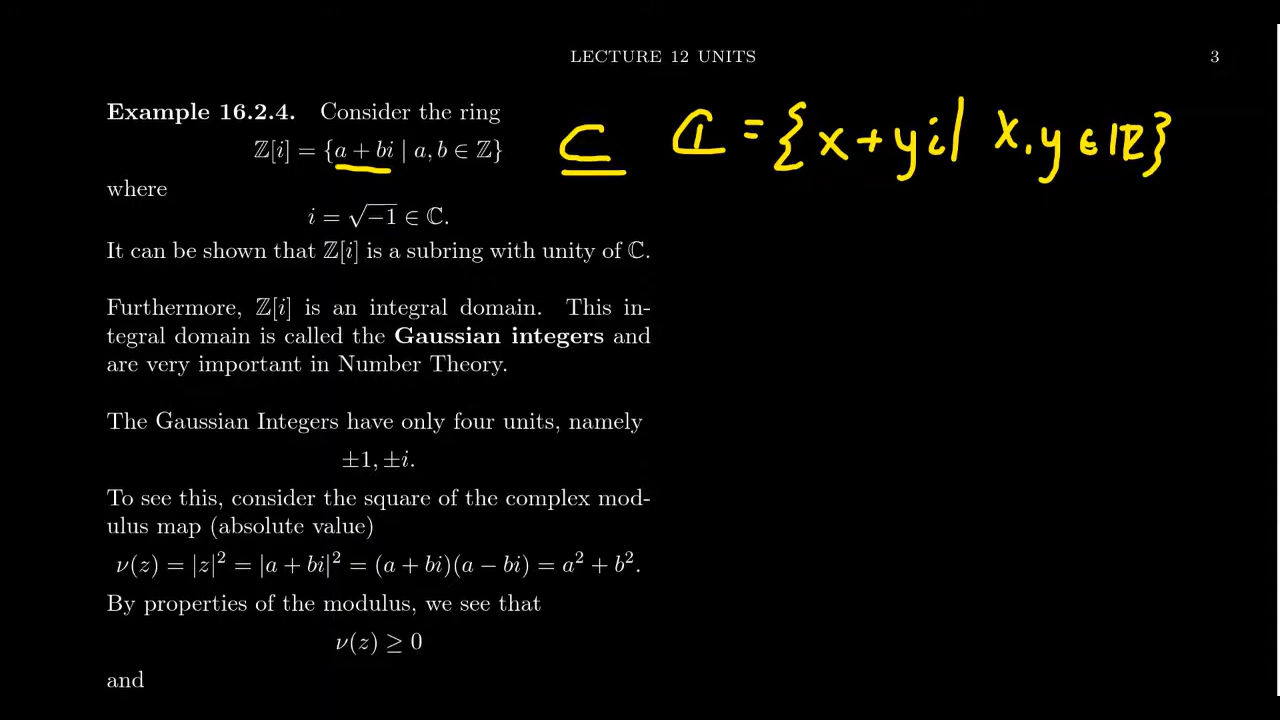 LECTURE 12 UNITS 3
Example 16.2.4. Consider the ring
ℤ[i] = {a + bi | a, b ∈ ℤ} ⊆ ℂ = {x + yi | x, y ∈ ℝ}
where
i = √−1 ∈ ℂ.
It can be shown that ℤ[i] is a subring with unity of ℂ.
Furthermore, ℤ[i] is an integral domain. This in-
tegral domain is called the Gaussian integers and
are very important in Number Theory.
The Gaussian Integers have only four units, namely
±1, ±i.
To see this, consider the square of the complex mod-
ulus map (absolute value)
ν(z) = |z|² = |a + bi|² = (a + bi)(a − bi) = a² + b².
By properties of the modulus, we see that
ν(z) ≥ 0
and